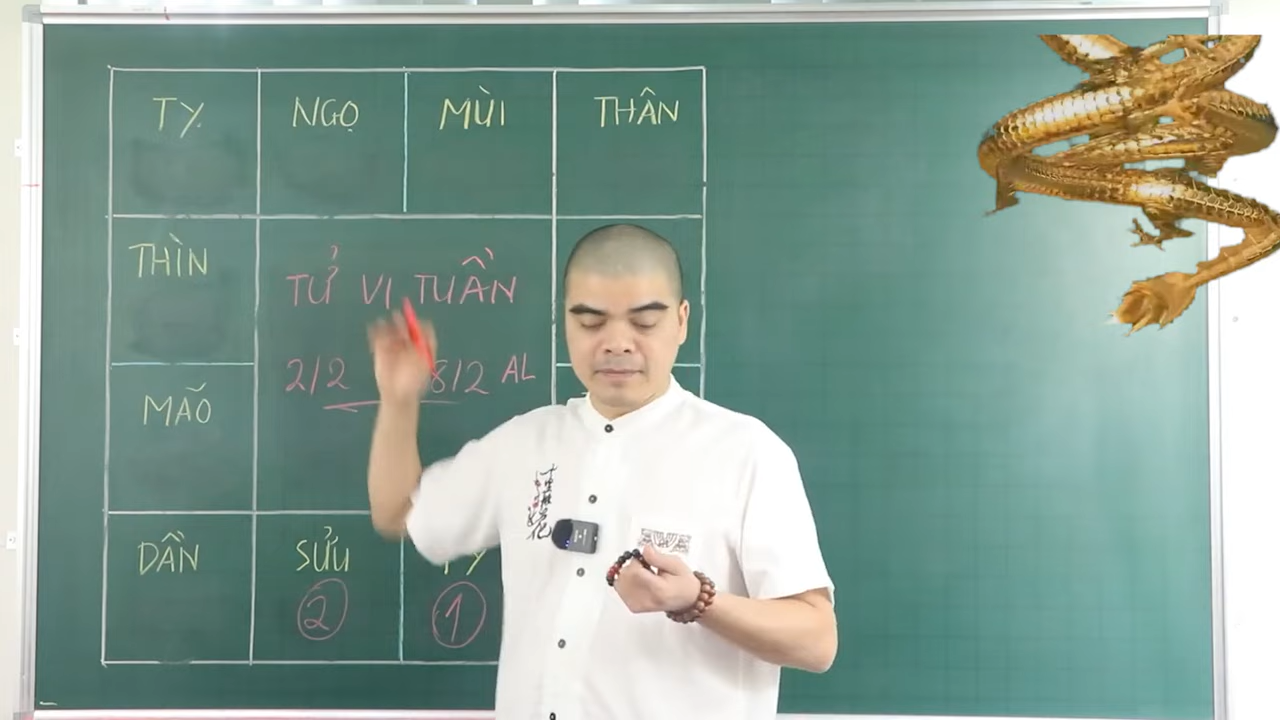 TỴ NGỌ MÙI THÂN
THÌN
TỬ VI TUẦN
2/2 8/2 AL
MÃO
DẦN SỬU
2 1